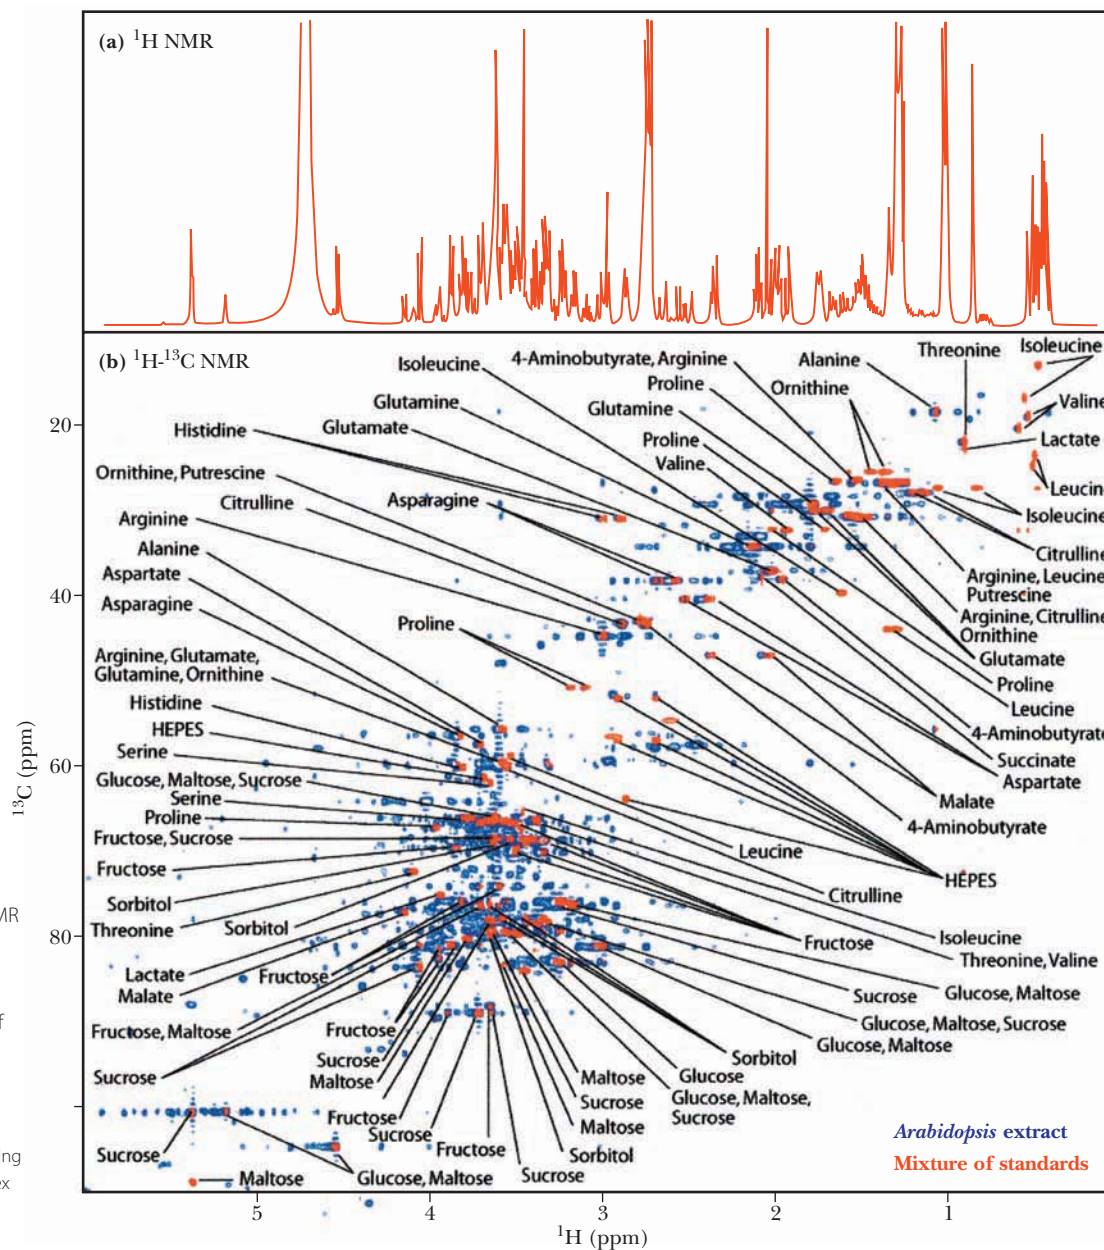 (a) ¹H NMR
(b) ¹H-¹³C NMR
Isoleucine
4-Aminobutyrate, Arginine
Alanine
Threonine
Isoleucine
Proline
Ornithine
Glutamine
Glutamine
Valine
Histidine
Glutamate
Proline
Lactate
Valine
Ornithine, Putrescine
Leucine
Citrulline
Asparagine
Isoleucine
Arginine
Citrulline
Alanine
Arginine, Leucine
Putrescine
Aspartate
Arginine, Citrulline
Asparagine
Ornithine
Proline
Glutamate
Arginine, Glutamate,
Glutamine, Ornithine
Proline
Histidine
Leucine
HEPES
4-Aminobutyrate
Serine
Succinate
Aspartate
Glucose, Maltose, Sucrose
Serine
Malate
Proline
4-Aminobutyrate
Fructose, Sucrose
Leucine
Fructose
HEPES
Citrulline
Sorbitol
Threonine
Sorbitol
Fructose
Isoleucine
Threonine, Valine
Lactate
Fructose
Malate
Sucrose
Glucose, Maltose
Fructose, Maltose
Fructose
Glucose, Maltose, Sucrose
Glucose, Maltose
Sucrose
Sorbitol
Sucrose
Maltose
Maltose
Glucose
Sucrose
Glucose, Maltose,
Sucrose
Fructose
Sucrose
Maltose
Fructose
Sorbitol
Sucrose
Sucrose
Glucose, Maltose
Maltose
Arabidopsis extract
Mixture of standards
20
40
60
80
¹³C (ppm)
5 4 3 2 1
¹H (ppm)
MR
f
ing
ex